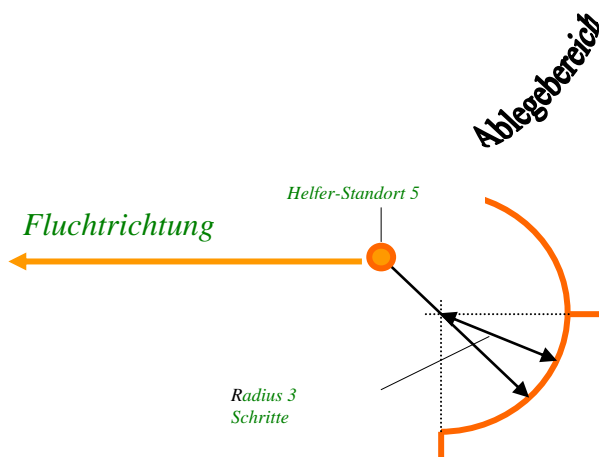 Ablegebereich
Helfer-Standort 5
Fluchtrichtung
Radius 3
Schritte